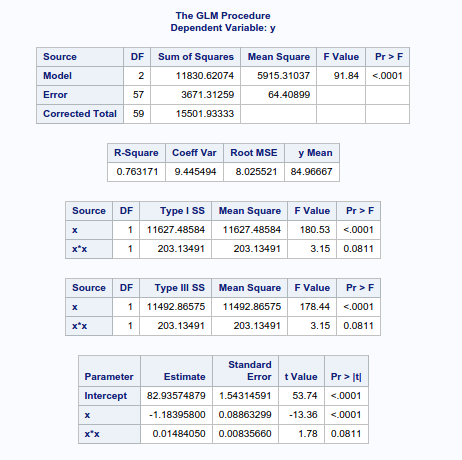 The GLM Procedure
Dependent Variable: y
Source DF Sum of Squares Mean Square F Value Pr > F
Model 2 11830.62074 5915.31037 91.84 <.0001
Error 57 3671.31259 64.40899
Corrected Total 59 15501.93333
R-Square Coeff Var Root MSE y Mean
0.763171 9.445494 8.025521 84.96667
Source DF Type I SS Mean Square F Value Pr > F
x 1 11627.48584 11627.48584 180.53 <.0001
x*x 1 203.13491 203.13491 3.15 0.0811
Source DF Type III SS Mean Square F Value Pr > F
x 1 11492.86575 11492.86575 178.44 <.0001
x*x 1 203.13491 203.13491 3.15 0.0811
Parameter Estimate Standard Error t Value Pr > |t|
Intercept 82.93574879 1.54314591 53.74 <.0001
x -1.18395800 0.08863299 -13.36 <.0001
x*x 0.01484050 0.00835660 1.78 0.0811